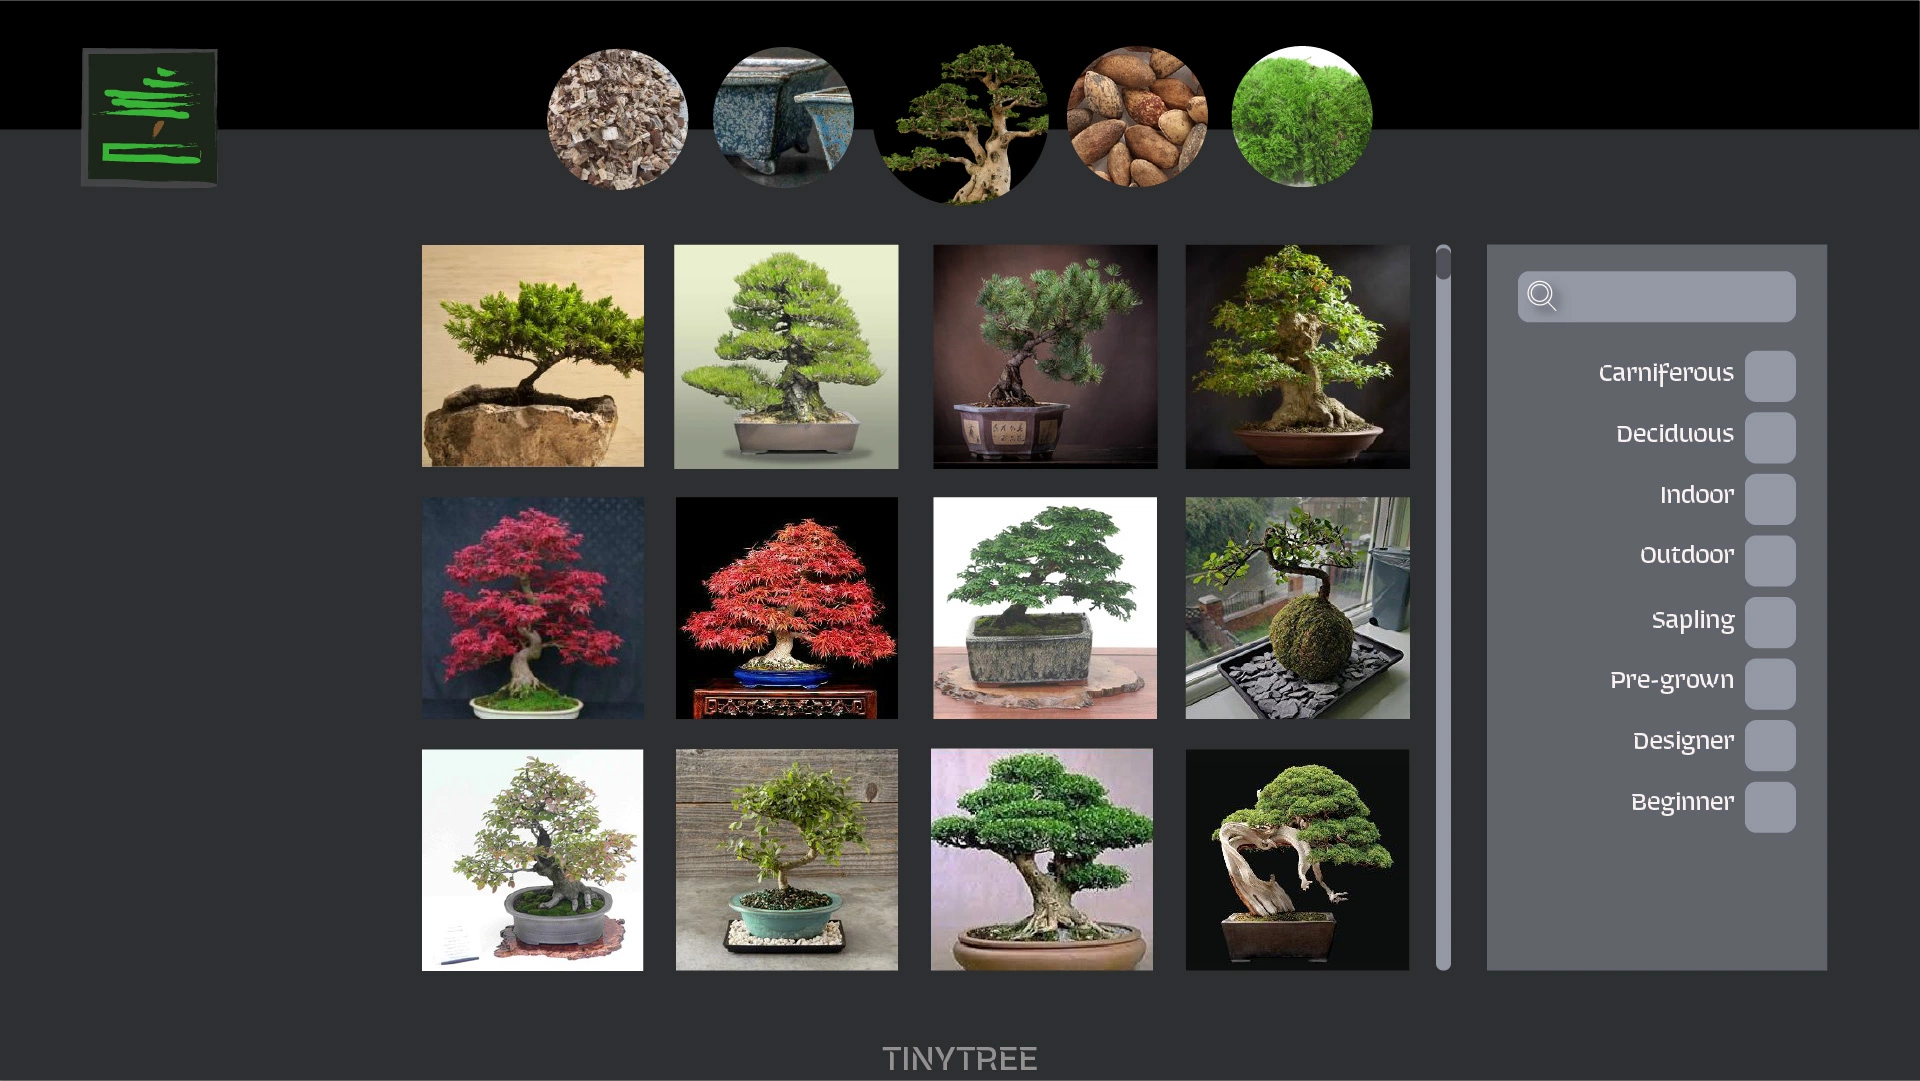 Carniferous
Deciduous
Indoor
Outdoor
Sapling
Pre-grown
Designer
Beginner
TINYTREE